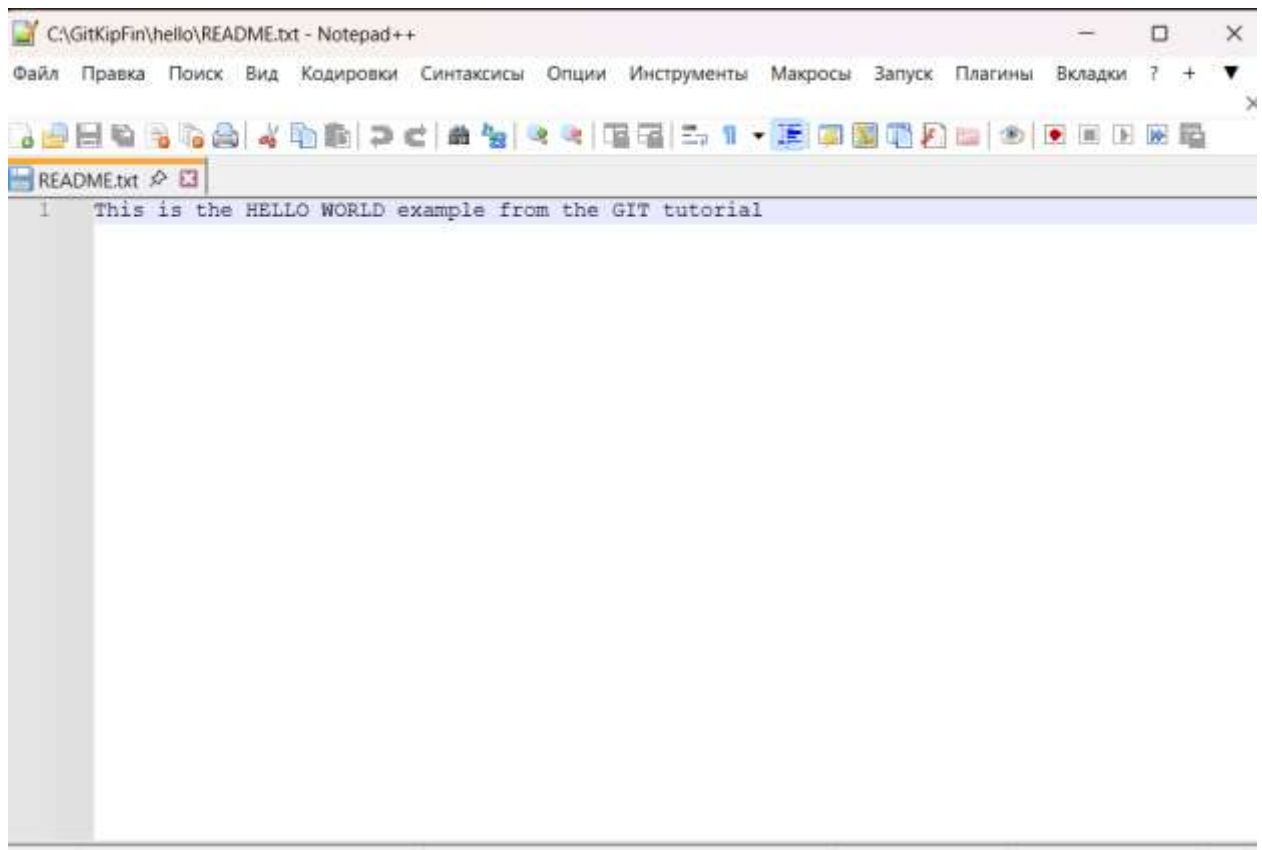 C:\GitKipFin\hello\README.txt - Notepad++
Файл Правка Поиск Вид Кодировки Синтаксисы Опции Инструменты Макросы Запуск Плагины Вкладки ? +
README.txt
1 This is the HELLO WORLD example from the GIT tutorial